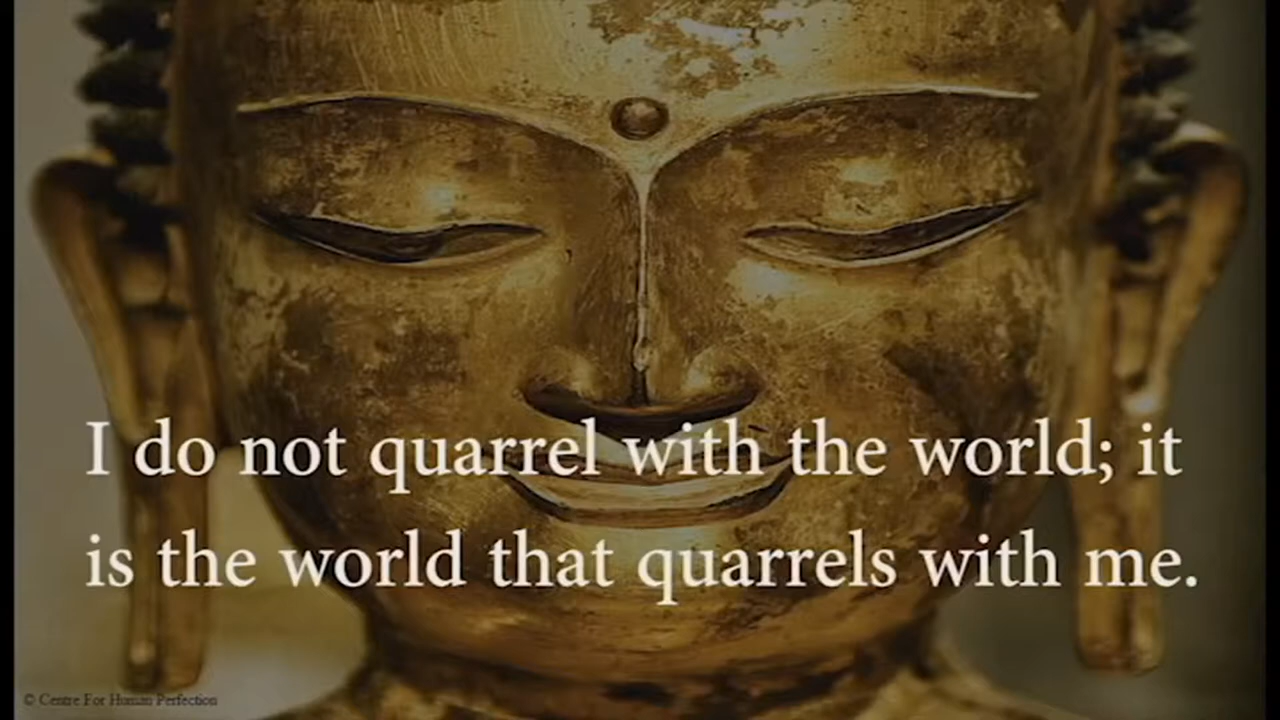 I do not quarrel with the world; it
is the world that quarrels with me.
© Centre For Human Perfection